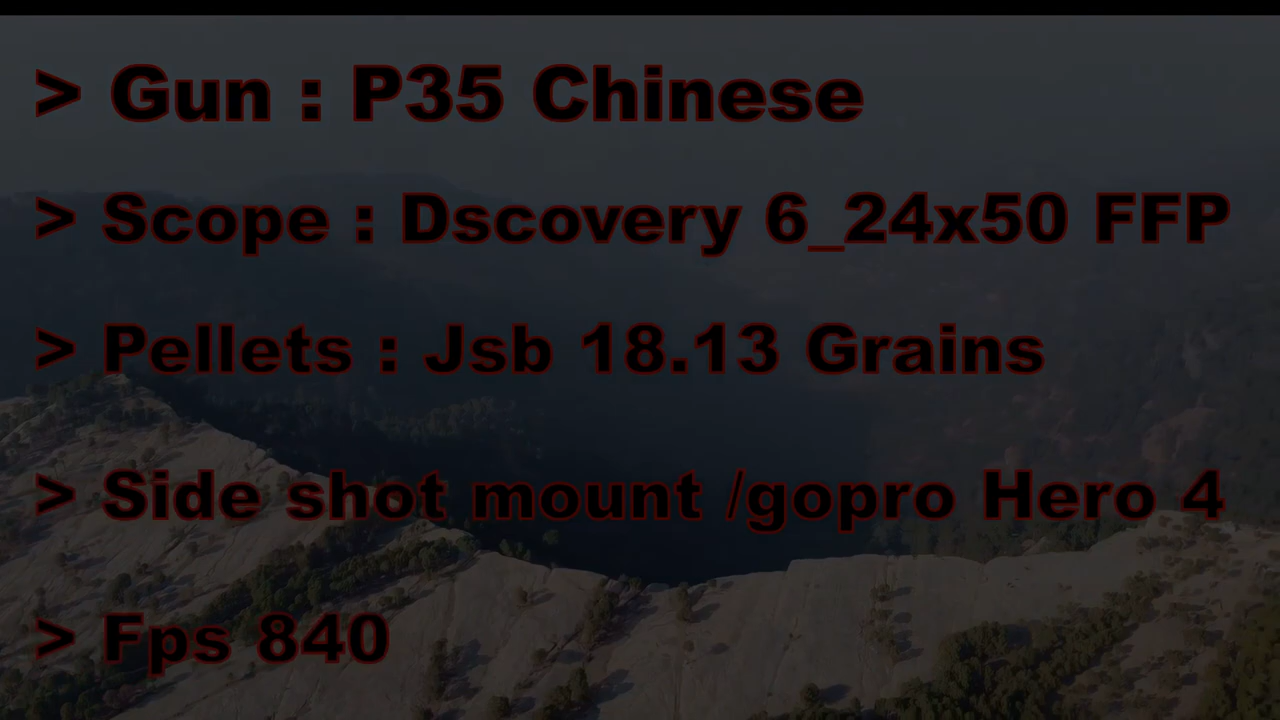 > Gun : P35 Chinese
> Scope : Dscovery 6_24x50 FFP
> Pellets : Jsb 18.13 Grains
> Side shot mount /gopro Hero 4
> Fps 840